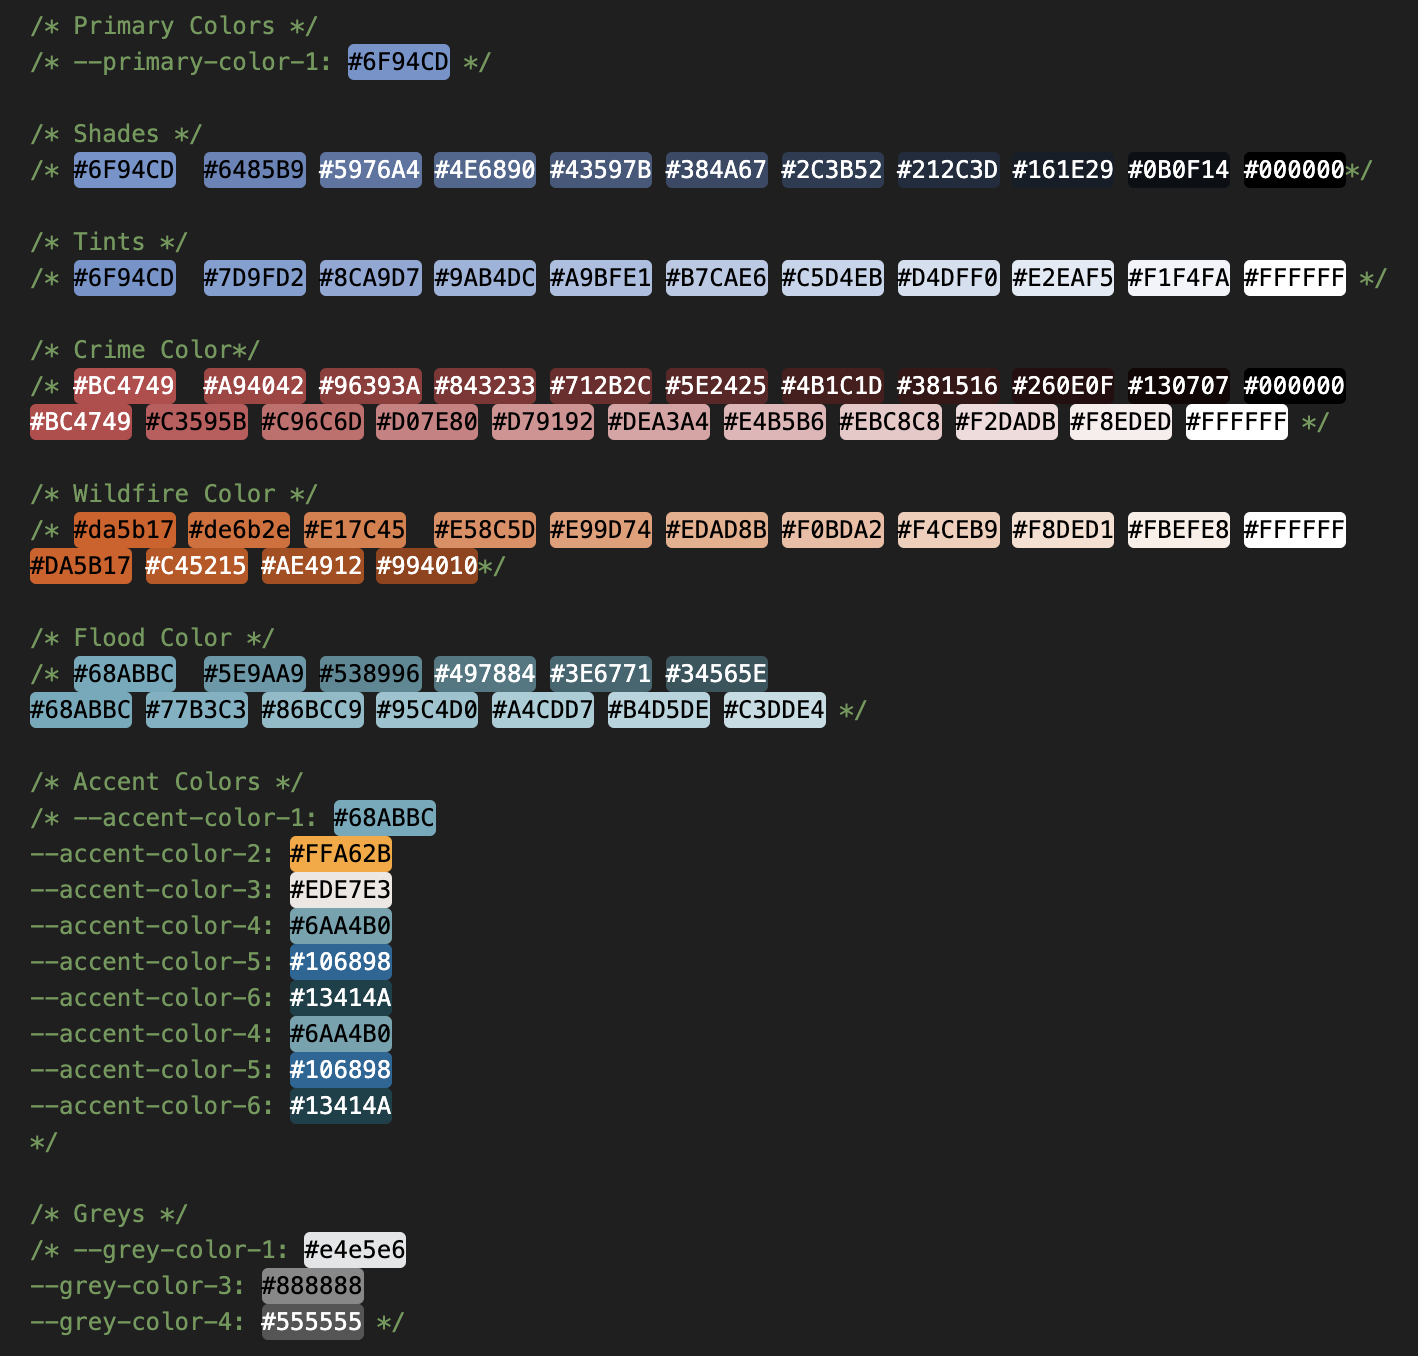 /* Primary Colors */
/* --primary-color-1: #6F94CD */
/* Shades */
/* #6F94CD  #6485B9 #5976A4 #4E6890 #43597B #384A67 #2C3B52 #212C3D #161E29 #0B0F14 #000000*/
/* Tints */
/* #6F94CD  #7D9FD2 #8CA9D7 #9AB4DC #A9BFE1 #B7CAE6 #C5D4EB #D4DFF0 #E2EAF5 #F1F4FA #FFFFFF */
/* Crime Color*/
/* #BC4749  #A94042 #96393A #843233 #712B2C #5E2425 #4B1C1D #381516 #260E0F #130707 #000000
#BC4749 #C3595B #C96C6D #D07E80 #D79192 #DEA3A4 #E4B5B6 #EBC8C8 #F2DADB #F8EDED #FFFFFF */
/* Wildfire Color */
/* #da5b17 #de6b2e #E17C45  #E58C5D #E99D74 #EDAD8B #F0BDA2 #F4CEB9 #F8DED1 #FBEFE8 #FFFFFF
#DA5B17 #C45215 #AE4912 #994010*/
/* Flood Color */
/* #68ABBC  #5E9AA9 #538996 #497884 #3E6771 #34565E
#68ABBC #77B3C3 #86BCC9 #95C4D0 #A4CDD7 #B4D5DE #C3DDE4 */
/* Accent Colors */
/* --accent-color-1: #68ABBC
--accent-color-2: #FFA62B
--accent-color-3: #EDE7E3
--accent-color-4: #6AA4B0
--accent-color-5: #106898
--accent-color-6: #13414A
--accent-color-4: #6AA4B0
--accent-color-5: #106898
--accent-color-6: #13414A
*/
/* Greys */
/* --grey-color-1: #e4e5e6
--grey-color-3: #888888
--grey-color-4: #555555 */